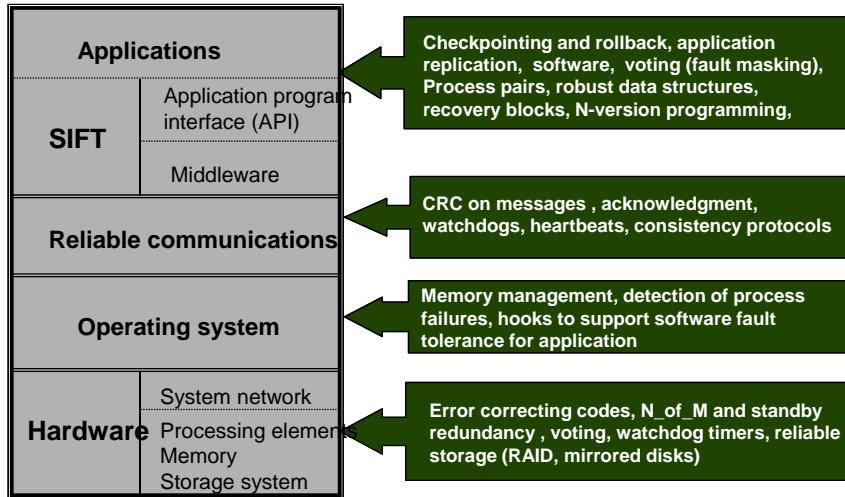 Applications
Checkpointing and rollback, application
replication, software, voting (fault masking),
Process pairs, robust data structures,
recovery blocks, N-version programming,
SIFT
Application program
interface (API)
Middleware
Reliable communications
CRC on messages , acknowledgment,
watchdogs, heartbeats, consistency protocols
Operating system
Memory management, detection of process
failures, hooks to support software fault
tolerance for application
Hardware
System network
Processing elements
Memory
Storage system
Error correcting codes, N_of_M and standby
redundancy , voting, watchdog timers, reliable
storage (RAID, mirrored disks)